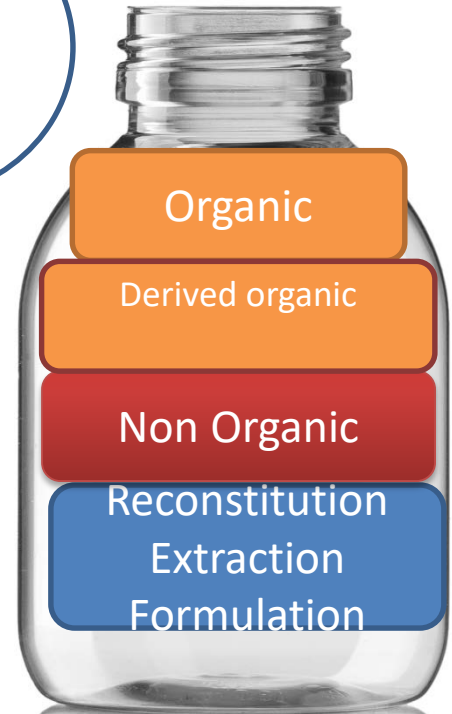 Organic
Derived organic
Non Organic
Reconstitution
Extraction
Formulation